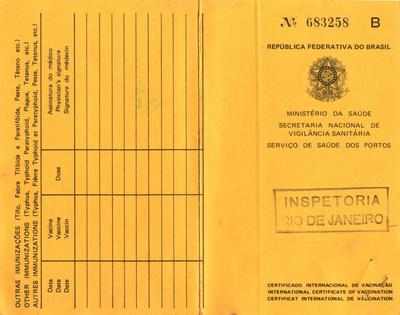 OUTRAS IMUNIZAÇÕES (Tifo, Febre Tifóide e Paratifóide, Peste, Tétano etc.)
OTHER IMMUNIZATIONS (Typhus, Typhoid Paratyphoid, Plague, Tetanus, etc.)
AUTRES IMMUNIZATIONS (Typhus, Fièvre Typhoid et Paratyphoid, Peste, Tetanus, etc.)
Data
Date
Date
Vacina
Vaccine
Vaccin
Dose
Assinatura do médico
Physician's signature
Signature du médecin
Nº 683258 B
REPÚBLICA FEDERATIVA DO BRASIL
MINISTÉRIO DA SAÚDE
SECRETARIA NACIONAL DE
VIGILÂNCIA SANITÁRIA
SERVIÇO DE SAÚDE DOS PORTOS
INSPETORIA
RIO DE JANEIRO
CERTIFICADO INTERNACIONAL DE VACINAÇÃO
INTERNATIONAL CERTIFICATE OF VACCINATION
CERTIFICAT INTERNATIONAL DE VACCINATION